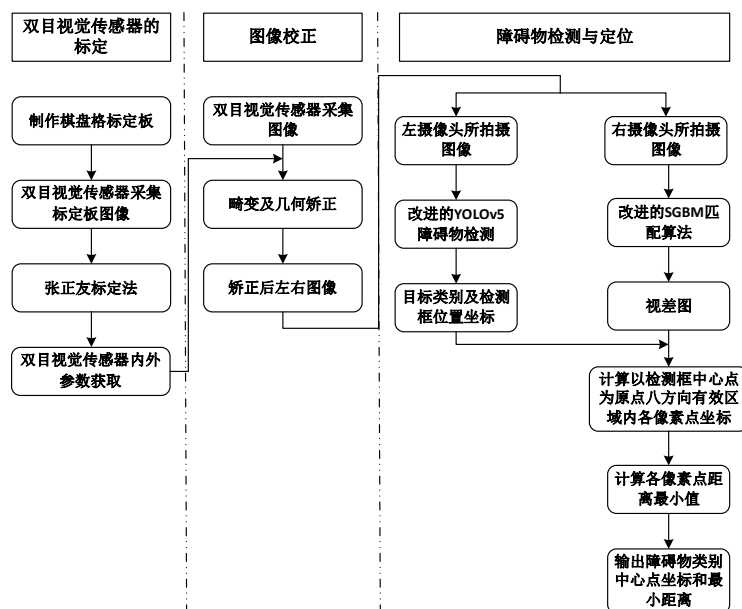 双目视觉传感器的
标定
图像校正
障碍物检测与定位
制作棋盘格标定板
双目视觉传感器采集
标定板图像
张正友标定法
双目视觉传感器内外
参数获取
双目视觉传感器采集
图像
畸变及几何矫正
矫正后左右图像
左摄像头所拍摄
图像
改进的YOLOv5
障碍物检测
目标类别及检测
框位置坐标
右摄像头所拍摄
图像
改进的SGBM匹
配算法
视差图
计算以检测框中心点
为原点八方向有效区
域内各像素点坐标
计算各像素点距
离最小值
输出障碍物类别
中心点坐标和最
小距离